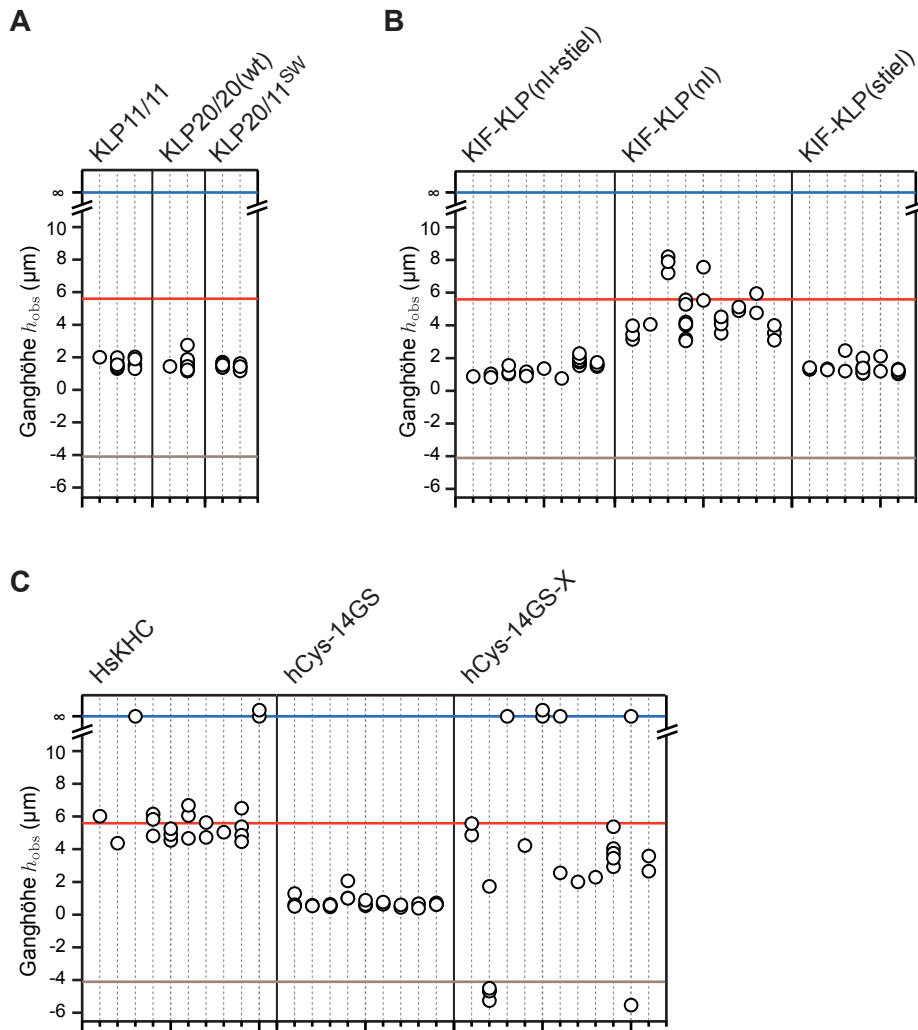 A
KLP11/11
KLP20/20(wt)
KLP20/11SW
∞
10
8
6
4
2
0
-2
-4
-6
Ganghöhe hobs (µm)
B
KIF-KLP(nl+stiel)
KIF-KLP(nl)
KIF-KLP(stiel)
∞
10
8
6
4
2
0
-2
-4
-6
Ganghöhe hobs (µm)
C
HsKHC
hCys-14GS
hCys-14GS-X
∞
10
8
6
4
2
0
-2
-4
-6
Ganghöhe hobs (µm)